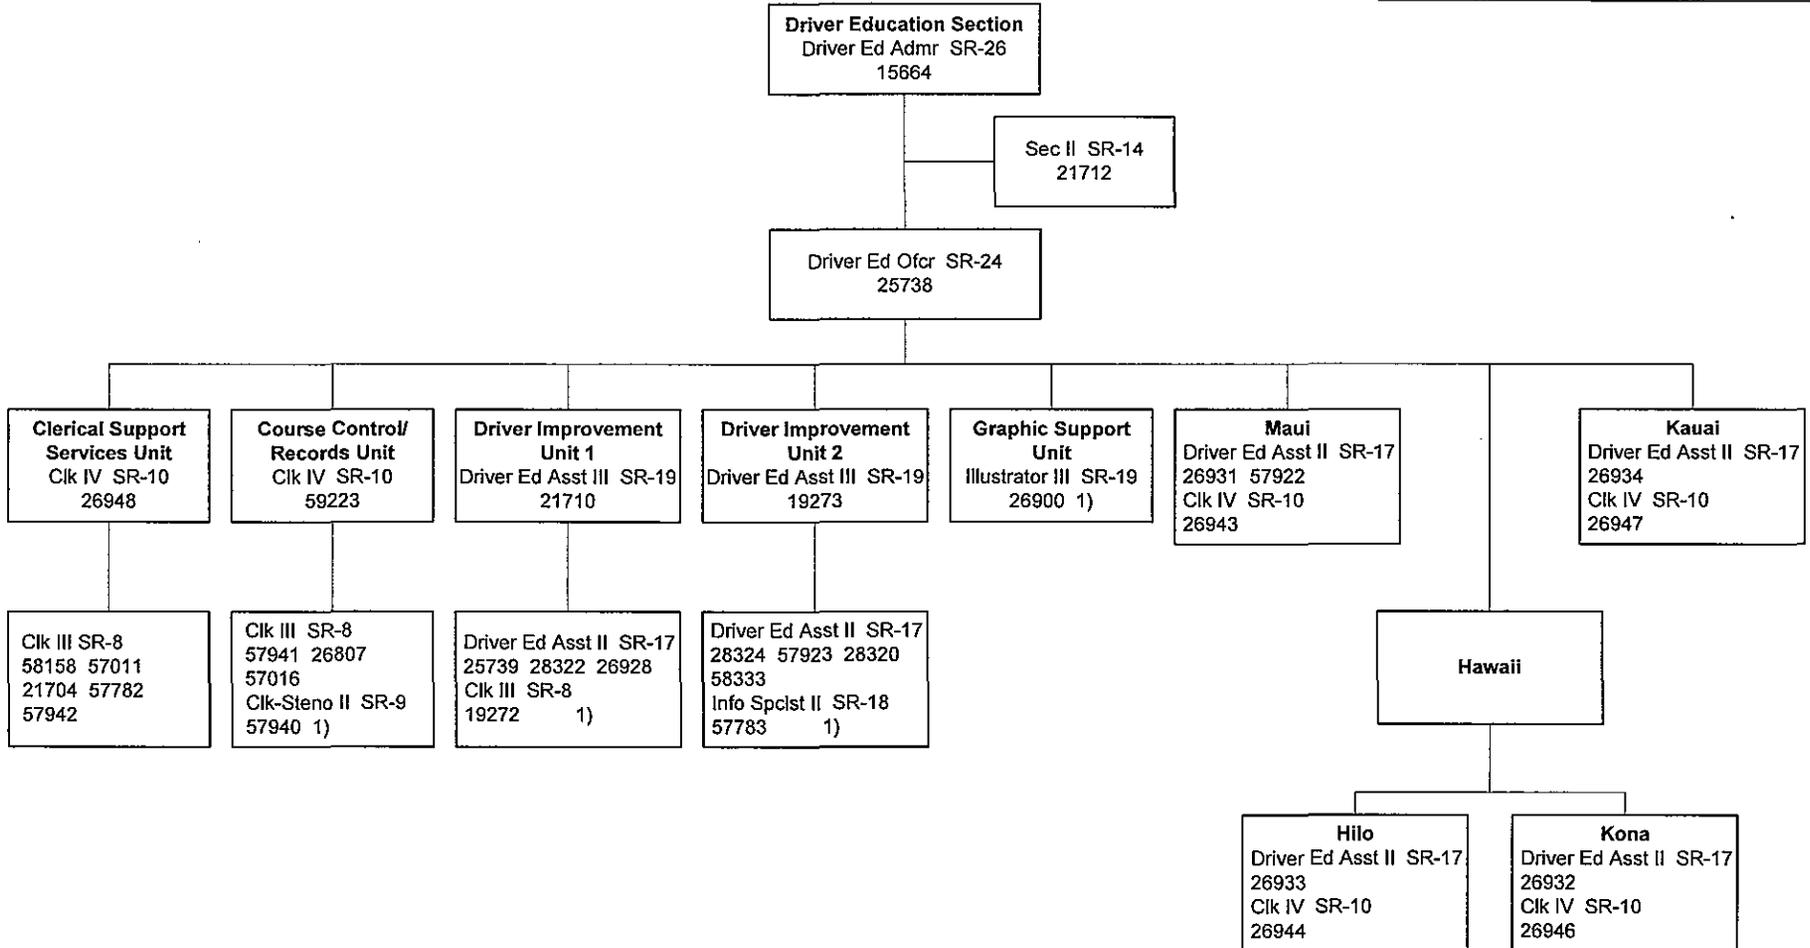 Driver Education Section
Driver Ed Admr SR-26
15664
Sec II SR-14
21712
Driver Ed Ofcr SR-24
25738
Clerical Support
Services Unit
Clk IV SR-10
26948
Course Control/
Records Unit
Clk IV SR-10
59223
Driver Improvement
Unit 1
Driver Ed Asst III SR-19
21710
Driver Improvement
Unit 2
Driver Ed Asst III SR-19
19273
Graphic Support
Unit
Illustrator III SR-19
26900 1)
Maui
Driver Ed Asst II SR-17
26931 57922
Clk IV SR-10
26943
Kauai
Driver Ed Asst II SR-17
26934
Clk IV SR-10
26947
Clk III SR-8
58158 57011
21704 57782
57942
Clk III SR-8
57941 26807
57016
Clk-Steno II SR-9
57940 1)
Driver Ed Asst II SR-17
25739 28322 26928
Clk III SR-8
19272 1)
Driver Ed Asst II SR-17
28324 57923 28320
58333
Info Spclst II SR-18
57783 1)
Hawaii
Hilo
Driver Ed Asst II SR-17
26933
Clk IV SR-10
26944
Kona
Driver Ed Asst II SR-17
26932
Clk IV SR-10
26946